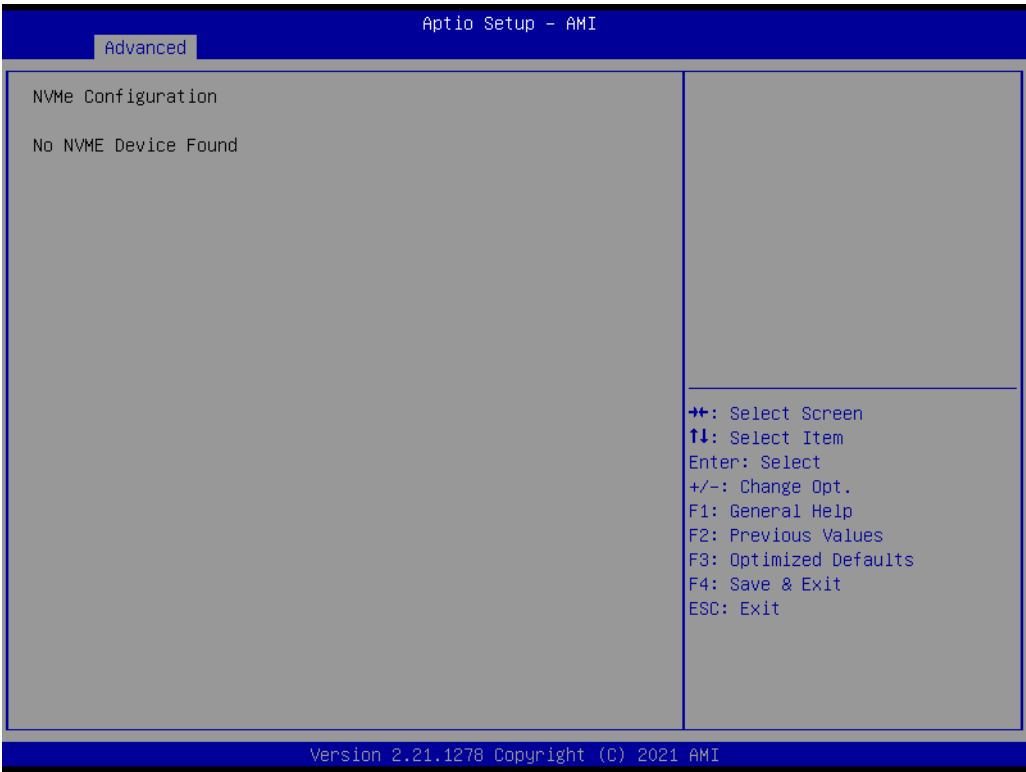 Aptio Setup – AMI
Advanced
NVMe Configuration
No NVME Device Found
→←: Select Screen
↑↓: Select Item
Enter: Select
+/-: Change Opt.
F1: General Help
F2: Previous Values
F3: Optimized Defaults
F4: Save & Exit
ESC: Exit
Version 2.21.1278 Copyright (C) 2021 AMI